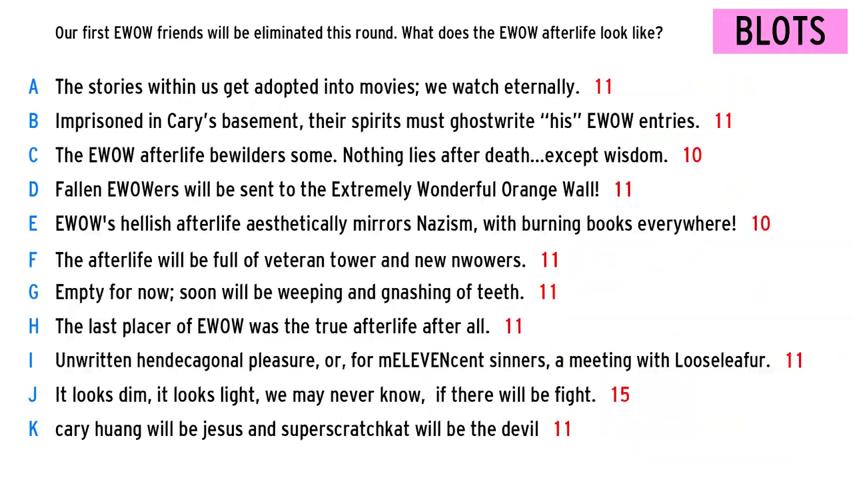 Our first EWOW friends will be eliminated this round. What does the EWOW afterlife look like?
BLOTS
A The stories within us get adopted into movies; we watch eternally. 11
B Imprisoned in Cary's basement, their spirits must ghostwrite “his” EWOW entries. 11
C The EWOW afterlife bewilders some. Nothing lies after death...except wisdom. 10
D Fallen EWOWers will be sent to the Extremely Wonderful Orange Wall! 11
E EWOW's hellish afterlife aesthetically mirrors Nazism, with burning books everywhere! 10
F The afterlife will be full of veteran tower and new nwowers. 11
G Empty for now; soon will be weeping and gnashing of teeth. 11
H The last placer of EWOW was the true afterlife after all. 11
I Unwritten hendecagonal pleasure, or, for mELEVENcent sinners, a meeting with Looseleafur. 11
J It looks dim, it looks light, we may never know,  if there will be fight. 15
K cary huang will be jesus and superscratchkat will be the devil 11